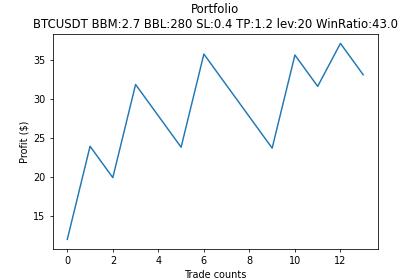 Portfolio
BTCUSDT BBM:2.7 BBL:280 SL:0.4 TP:1.2 lev:20 WinRatio:43.0
Profit ($)
35
30
25
20
15
0 2 4 6 8 10 12
Trade counts